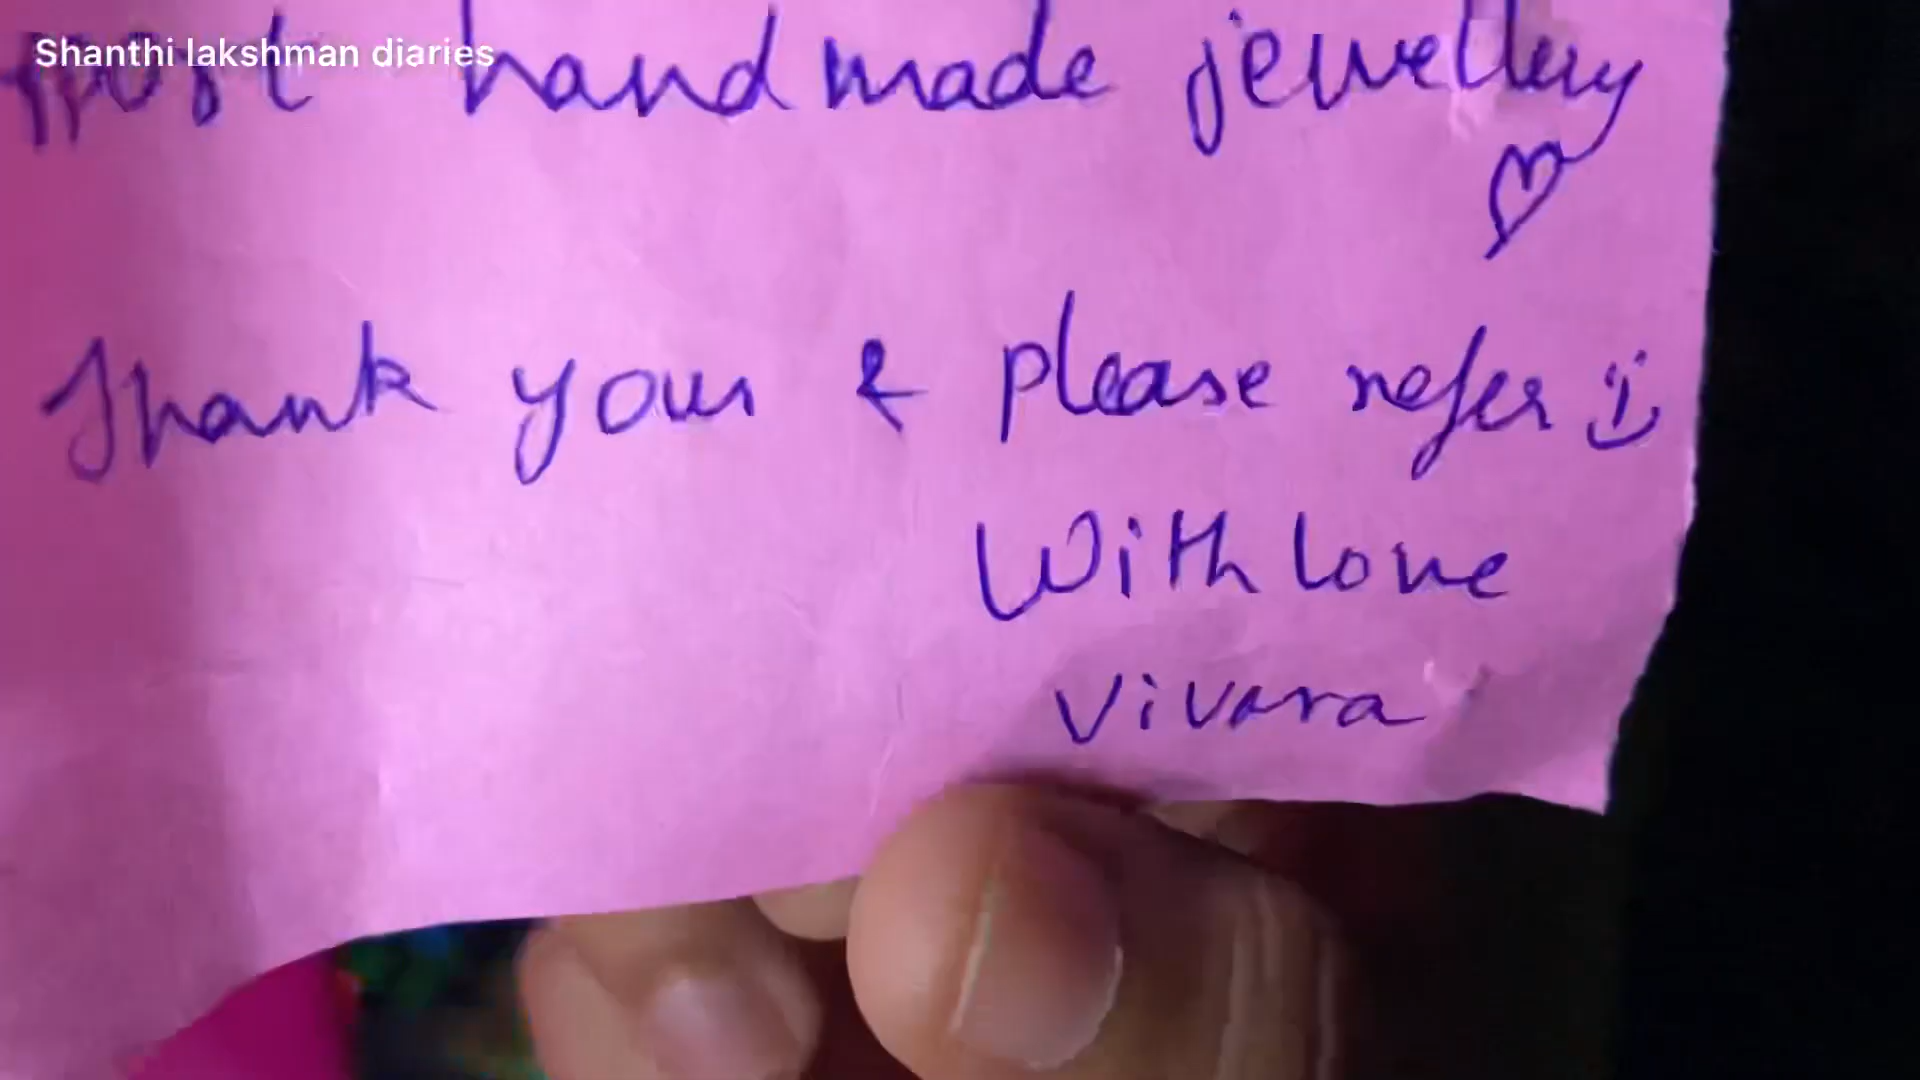 Shanthi lakshman diaries
handmade jewellery ♡
Thank you & please refer :)
With love
Vivara